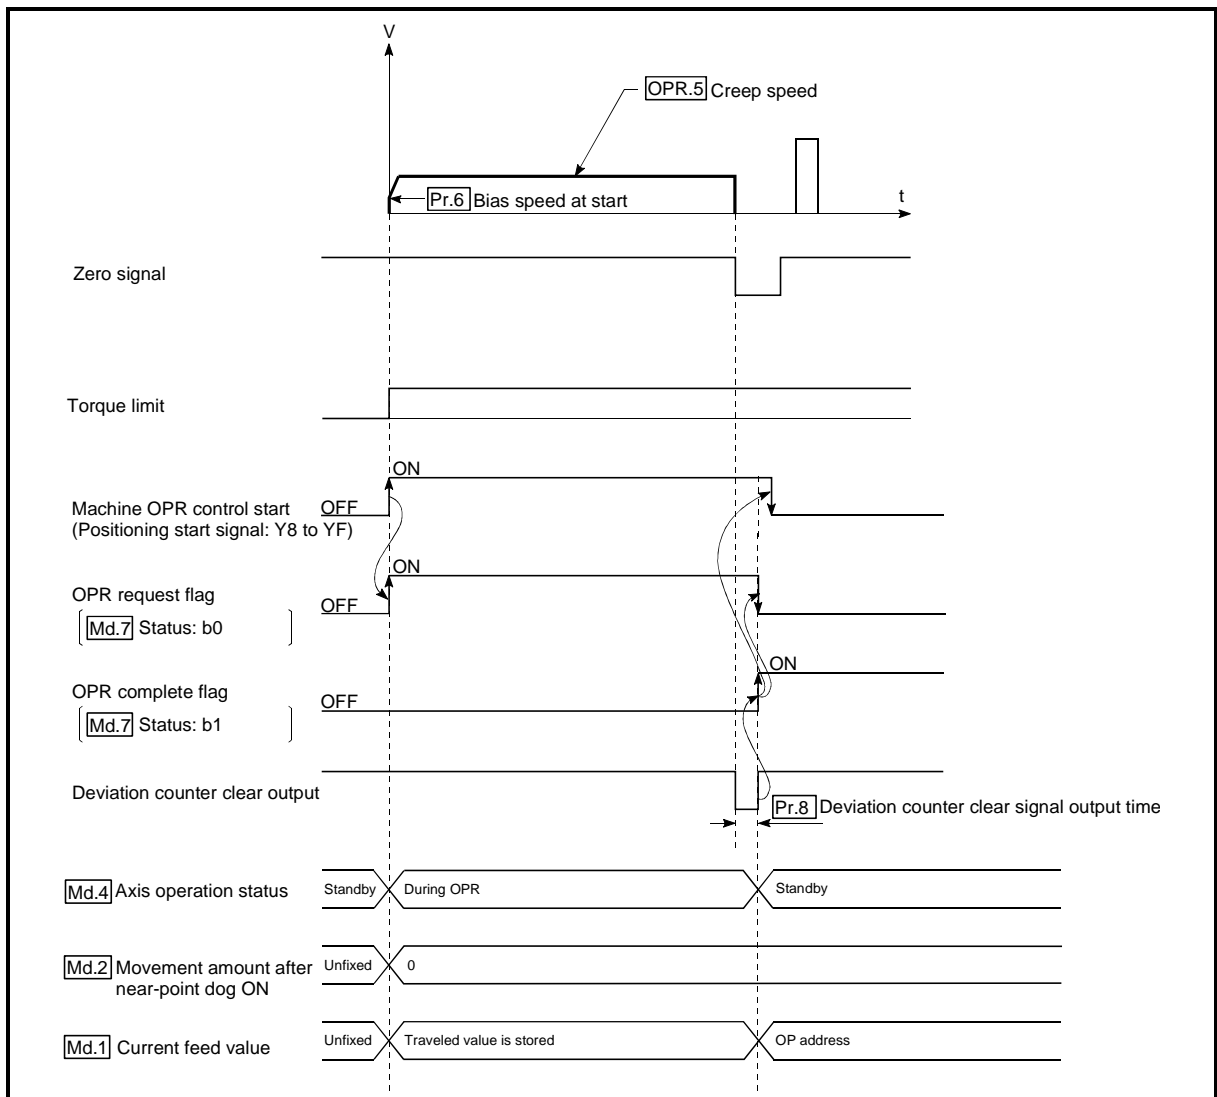 V
OPR.5 Creep speed
Pr.6 Bias speed at start
t
Zero signal
Torque limit
ON
Machine OPR control start
(Positioning start signal: Y8 to YF)
OFF
ON
OPR request flag
OFF
Md.7 Status: b0
ON
OPR complete flag
OFF
Md.7 Status: b1
Deviation counter clear output
Pr.8 Deviation counter clear signal output time
Md.4 Axis operation status
Standby
During OPR
Standby
Md.2 Movement amount after
near-point dog ON
Unfixed
0
Md.1 Current feed value
Unfixed
Traveled value is stored
OP address